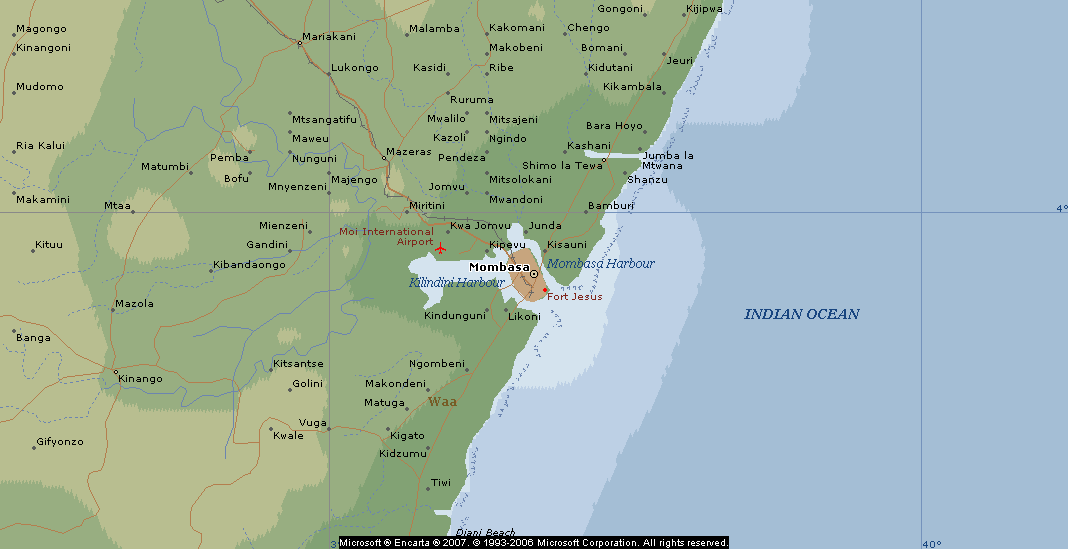 Gongoni
Kijipwa
Magongo
Malamba
Kakomani
Chengo
Mariakani
Kinangoni
Makobeni
Bomani
Jeuri
Lukongo
Kasidi
Ribe
Kidutani
Mudomo
Kikambala
Ruruma
Mtsangatifu
Mwalilo
Mitsajeni
Bara Hoyo
Maweu
Kazoli
Ngindo
Ria Kalui
Kashani
Pemba
Nunguni
Mazeras
Pendeza
Jumba la
Mtwana
Matumbi
Shimo la Tewa
Bofu
Majengo
Mitsolokani
Shanzu
Mnyenzeni
Jomvu
Makamini
Mwandoni
Mtaa
Miritini
Bamburi
4°
Mienzeni
Moi International
Airport
Kwa Jomvu
Junda
Kituu
Gandini
Kipevu
Kisauni
Kibandaongo
Mombasa
Mombasa Harbour
Kilindini Harbour
Fort Jesus
Mazola
Kindunguni
Likoni
INDIAN OCEAN
Banga
Kitsantse
Ngombeni
Kinango
Golini
Makondeni
Matuga
Waa
Vuga
Gifyonzo
Kwale
Kigato
Kidzumu
Tiwi
Diani Beach
3
Microsoft ® Encarta ® 2007. © 1993-2006 Microsoft Corporation. All rights reserved.
40°